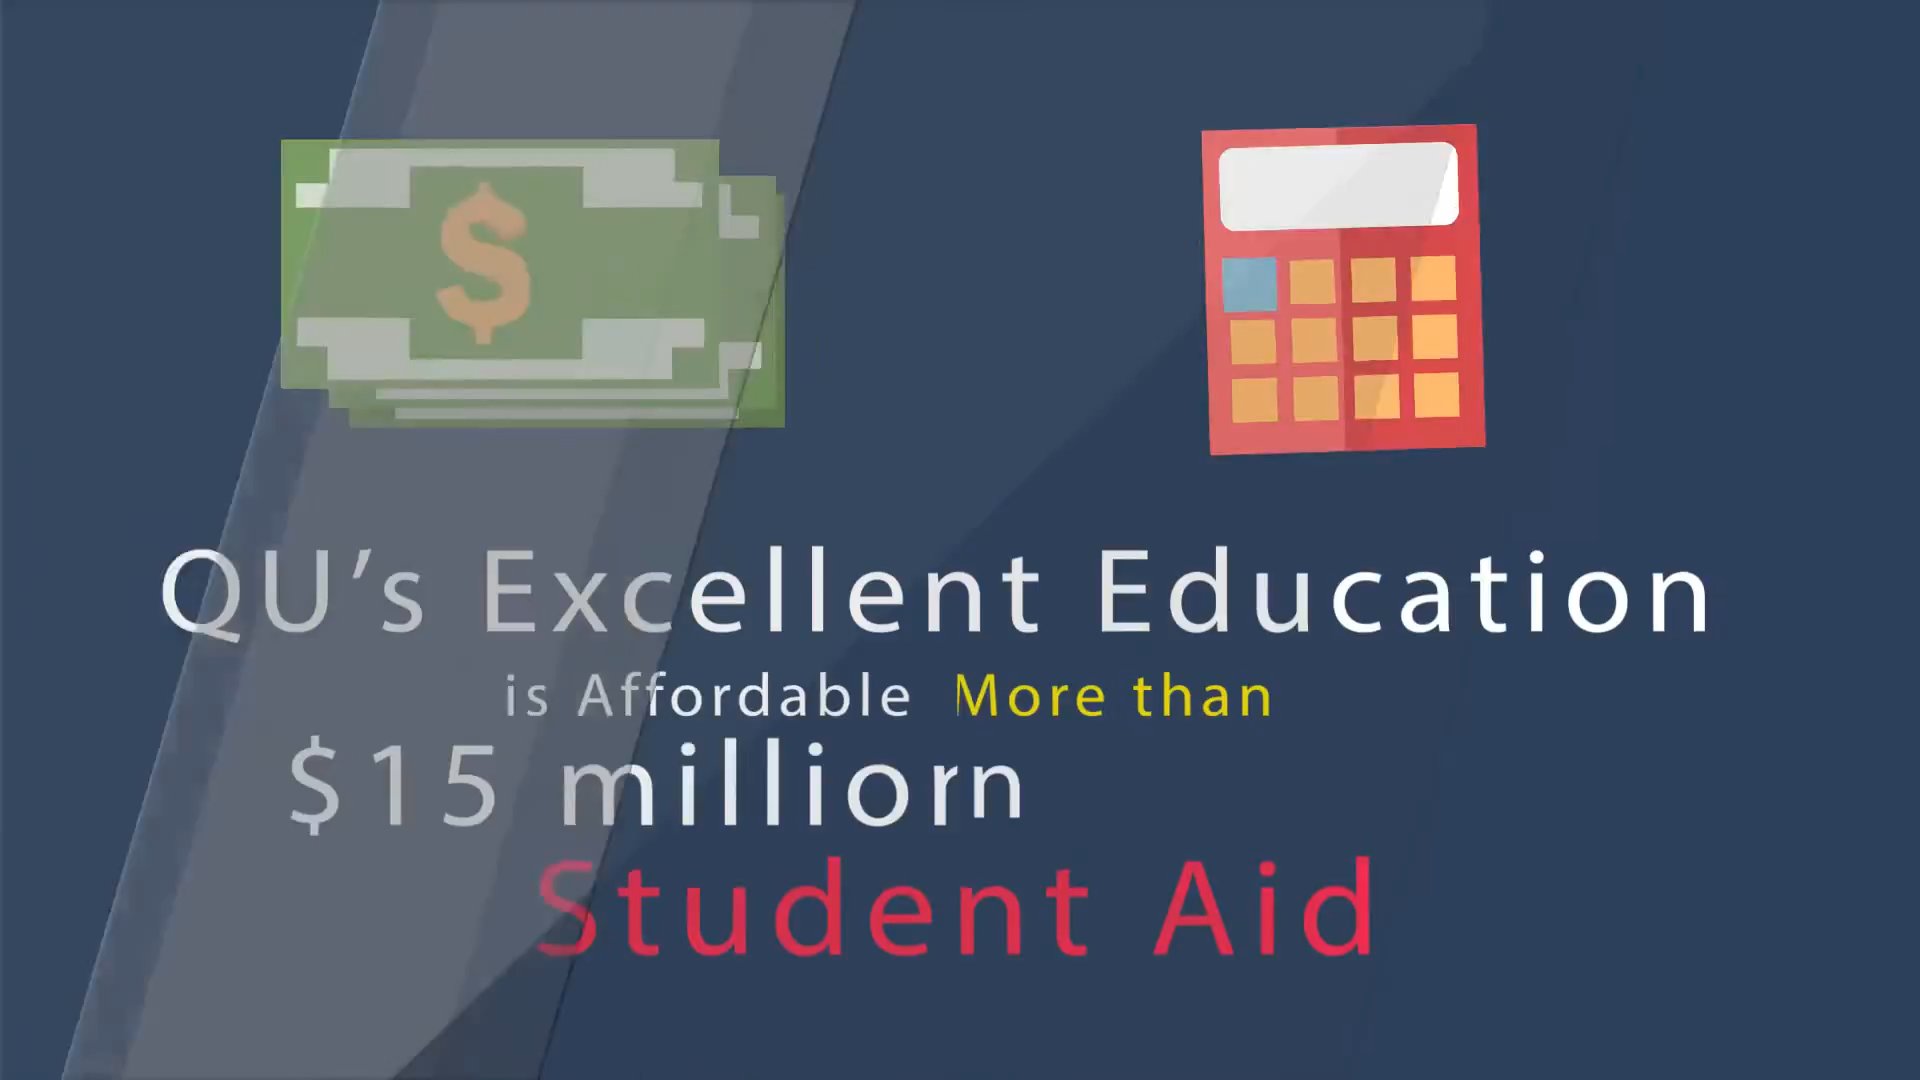 QU's Excellent Education
is Affordable More than
$15 milliorn
Student Aid